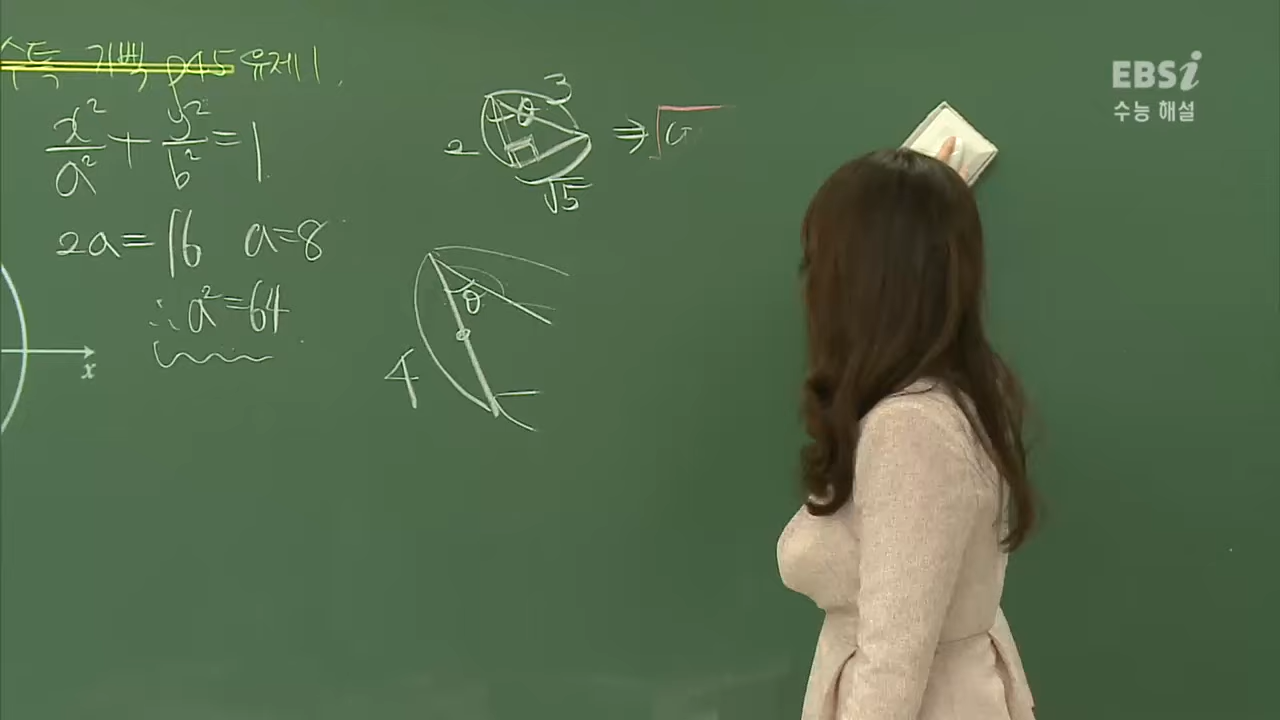 수특 기벡 p45 유제1.
x²/a² + y²/b² = 1
2a=16 a=8
∴a²=64
x
3
θ
2
√5
⇒
θ
4
EBSi
수능 해설